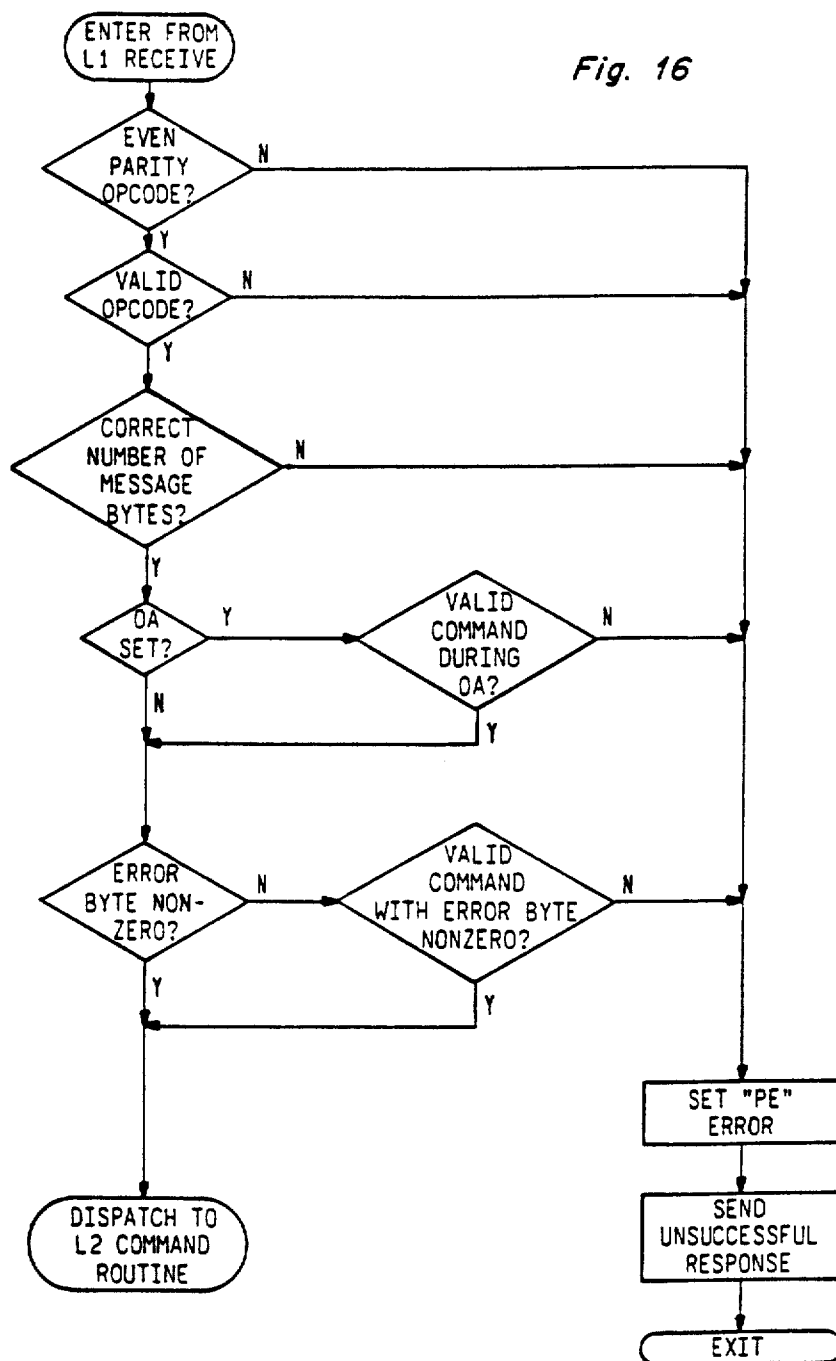 ENTER FROM
L1 RECEIVE
Fig. 16
EVEN
PARITY
OPCODE?
N
Y
VALID
OPCODE?
N
Y
CORRECT
NUMBER OF
MESSAGE
BYTES?
N
Y
OA
SET?
Y
N
VALID
COMMAND
DURING
OA?
N
Y
ERROR
BYTE NON-
ZERO?
N
Y
VALID
COMMAND
WITH ERROR BYTE
NONZERO?
N
Y
SET "PE"
ERROR
DISPATCH TO
L2 COMMAND
ROUTINE
SEND
UNSUCCESSFUL
RESPONSE
EXIT